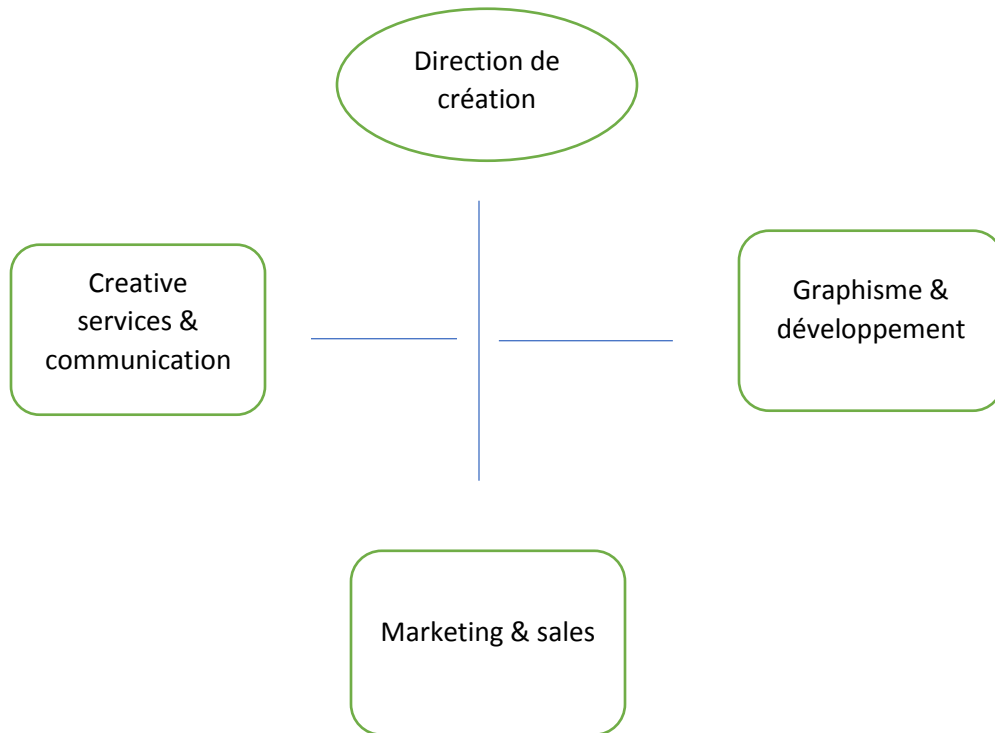 Direction de
création
Creative
services &
communication
Graphisme &
développement
Marketing & sales